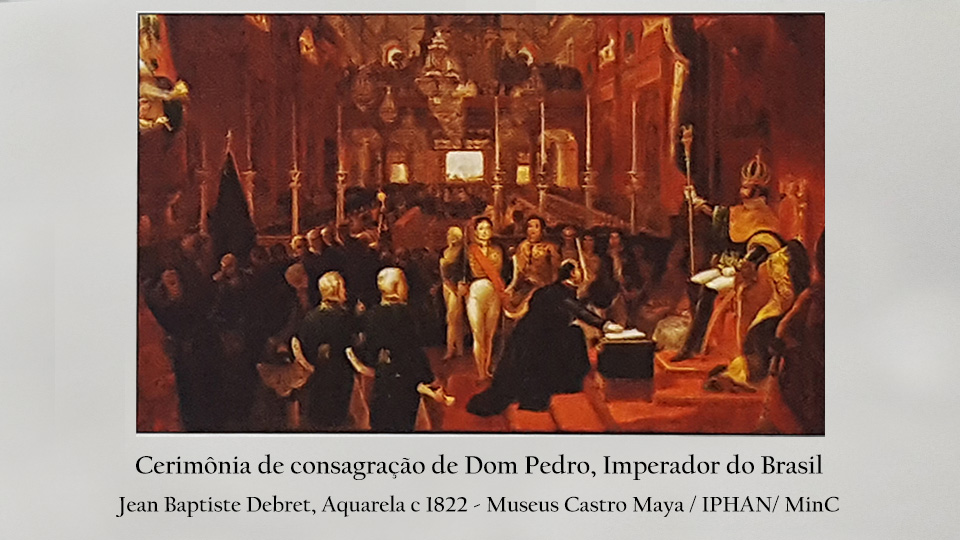 Cerimônia de consagração de Dom Pedro, Imperador do Brasil
Jean Baptiste Debret, Aquarela c 1822 - Museus Castro Maya / IPHAN/ MinC